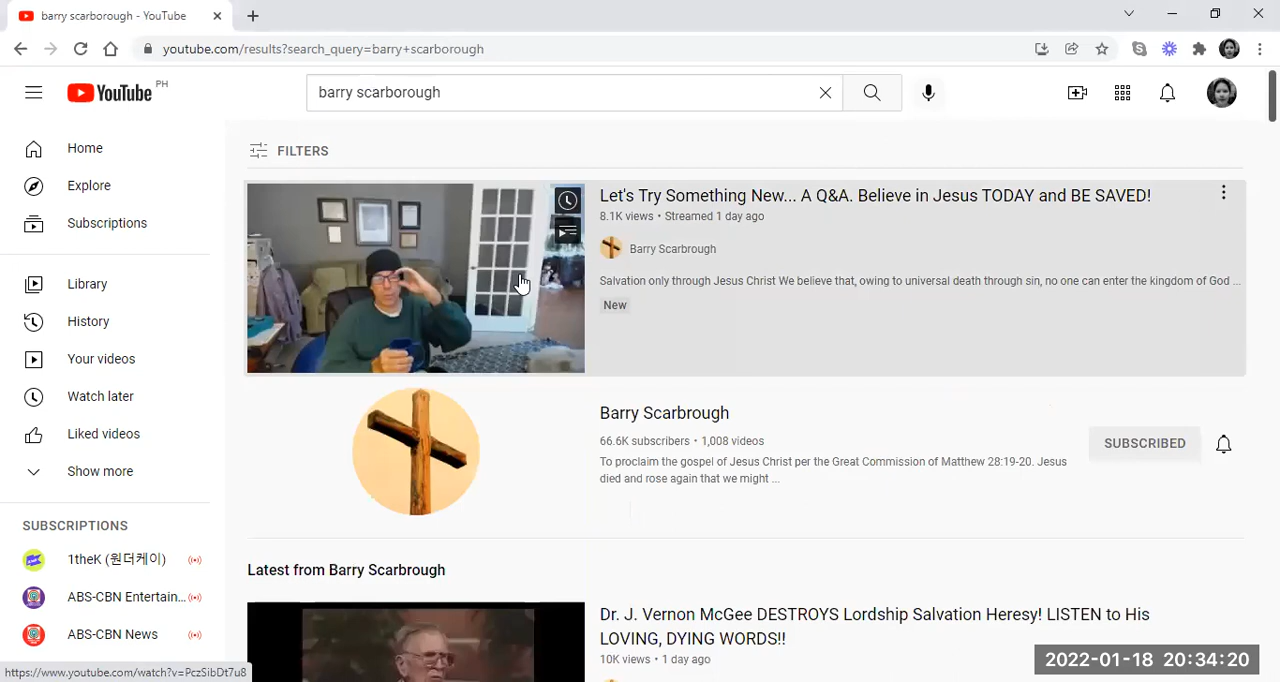 barry scarborough - YouTube
youtube.com/results?search_query=barry+scarborough
YouTube PH
barry scarborough
Home
Explore
Subscriptions
Library
History
Your videos
Watch later
Liked videos
Show more
SUBSCRIPTIONS
1theK (원더케이)
ABS-CBN Entertain...
ABS-CBN News
FILTERS
Let's Try Something New... A Q&A. Believe in Jesus TODAY and BE SAVED!
8.1K views • Streamed 1 day ago
Barry Scarbrough
Salvation only through Jesus Christ We believe that, owing to universal death through sin, no one can enter the kingdom of God ...
New
Barry Scarbrough
66.6K subscribers • 1,008 videos
To proclaim the gospel of Jesus Christ per the Great Commission of Matthew 28:19-20. Jesus
died and rose again that we might ...
SUBSCRIBED
Latest from Barry Scarbrough
Dr. J. Vernon McGee DESTROYS Lordship Salvation Heresy! LISTEN to His
LOVING, DYING WORDS!!
10K views • 1 day ago
https://www.youtube.com/watch?v=PczSibDt7u8
2022-01-18 20:34:20